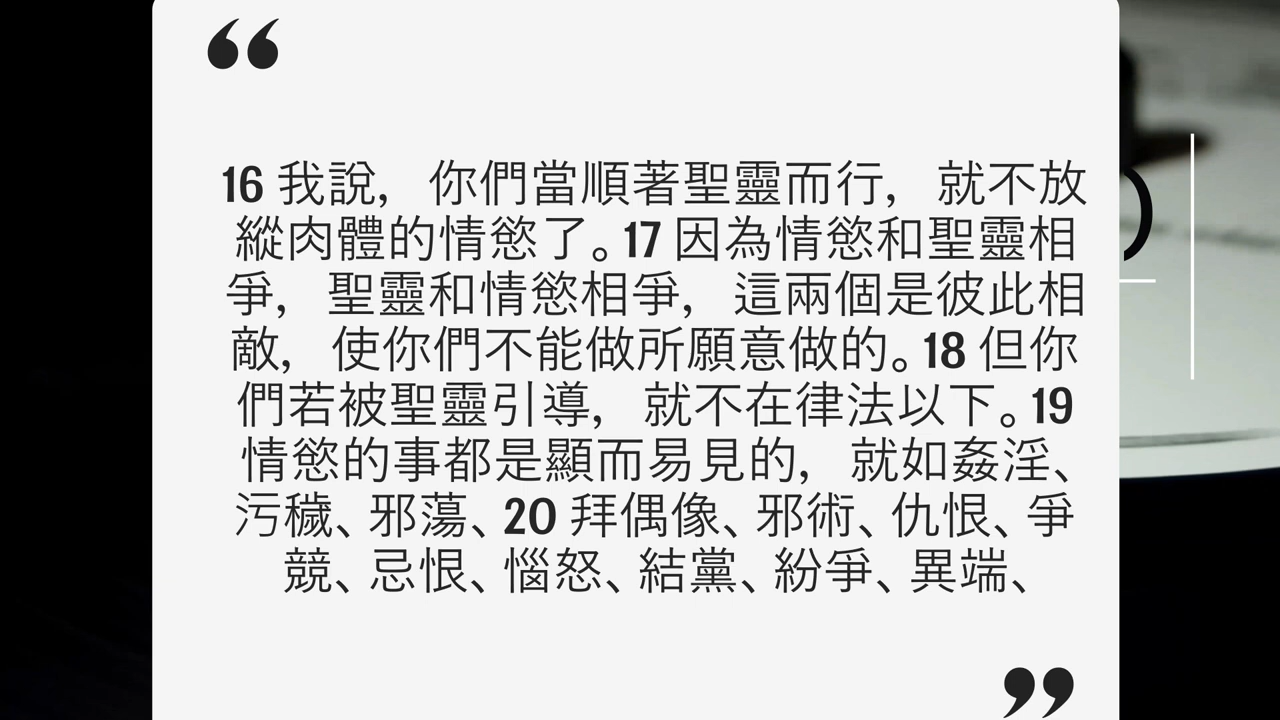 “
16 我說，你們當順著聖靈而行，就不放
縱肉體的情慾了。17 因為情慾和聖靈相
爭，聖靈和情慾相爭，這兩個是彼此相
敵，使你們不能做所願意做的。18 但你
們若被聖靈引導，就不在律法以下。19
情慾的事都是顯而易見的，就如姦淫、
污穢、邪蕩、20 拜偶像、邪術、仇恨、爭
競、忌恨、惱怒、結黨、紛爭、異端、
”